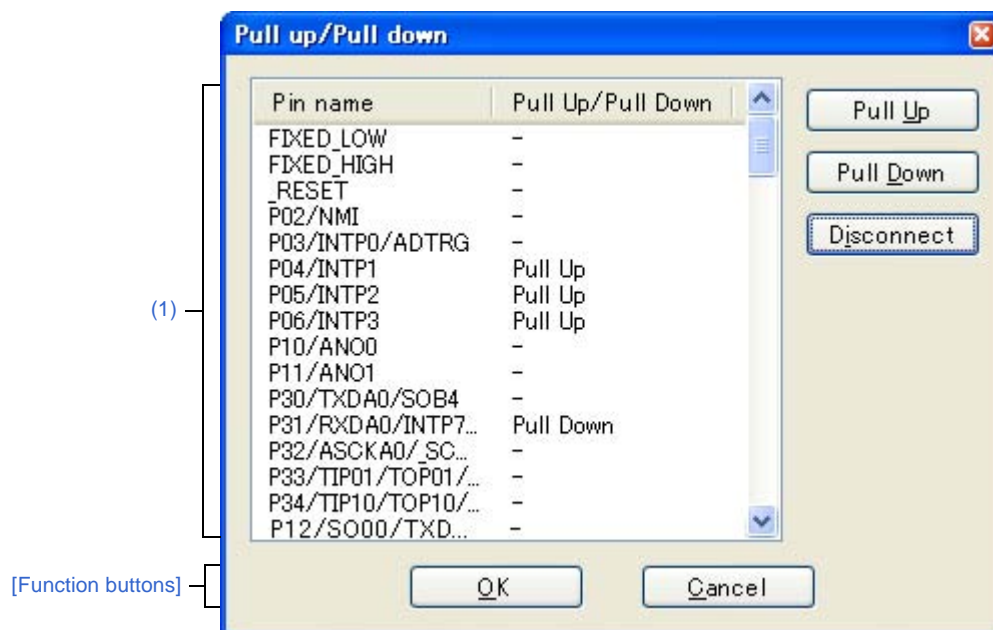 Pull up/Pull down
Pin name Pull Up/Pull Down
FIXED_LOW -
FIXED_HIGH -
_RESET -
P02/NMI -
P03/INTP0/ADTRG -
P04/INTP1 Pull Up
P05/INTP2 Pull Up
P06/INTP3 Pull Up
P10/ANO0 -
P11/ANO1 -
P30/TXDA0/SOB4 -
P31/RXDA0/INTP7... Pull Down
P32/ASCKA0/_SC... -
P33/TIP01/TOP01/... -
P34/TIP10/TOP10/... -
P12/SO00/TXD... -
Pull Up
Pull Down
Disconnect
(1)
[Function buttons]
OK Cancel